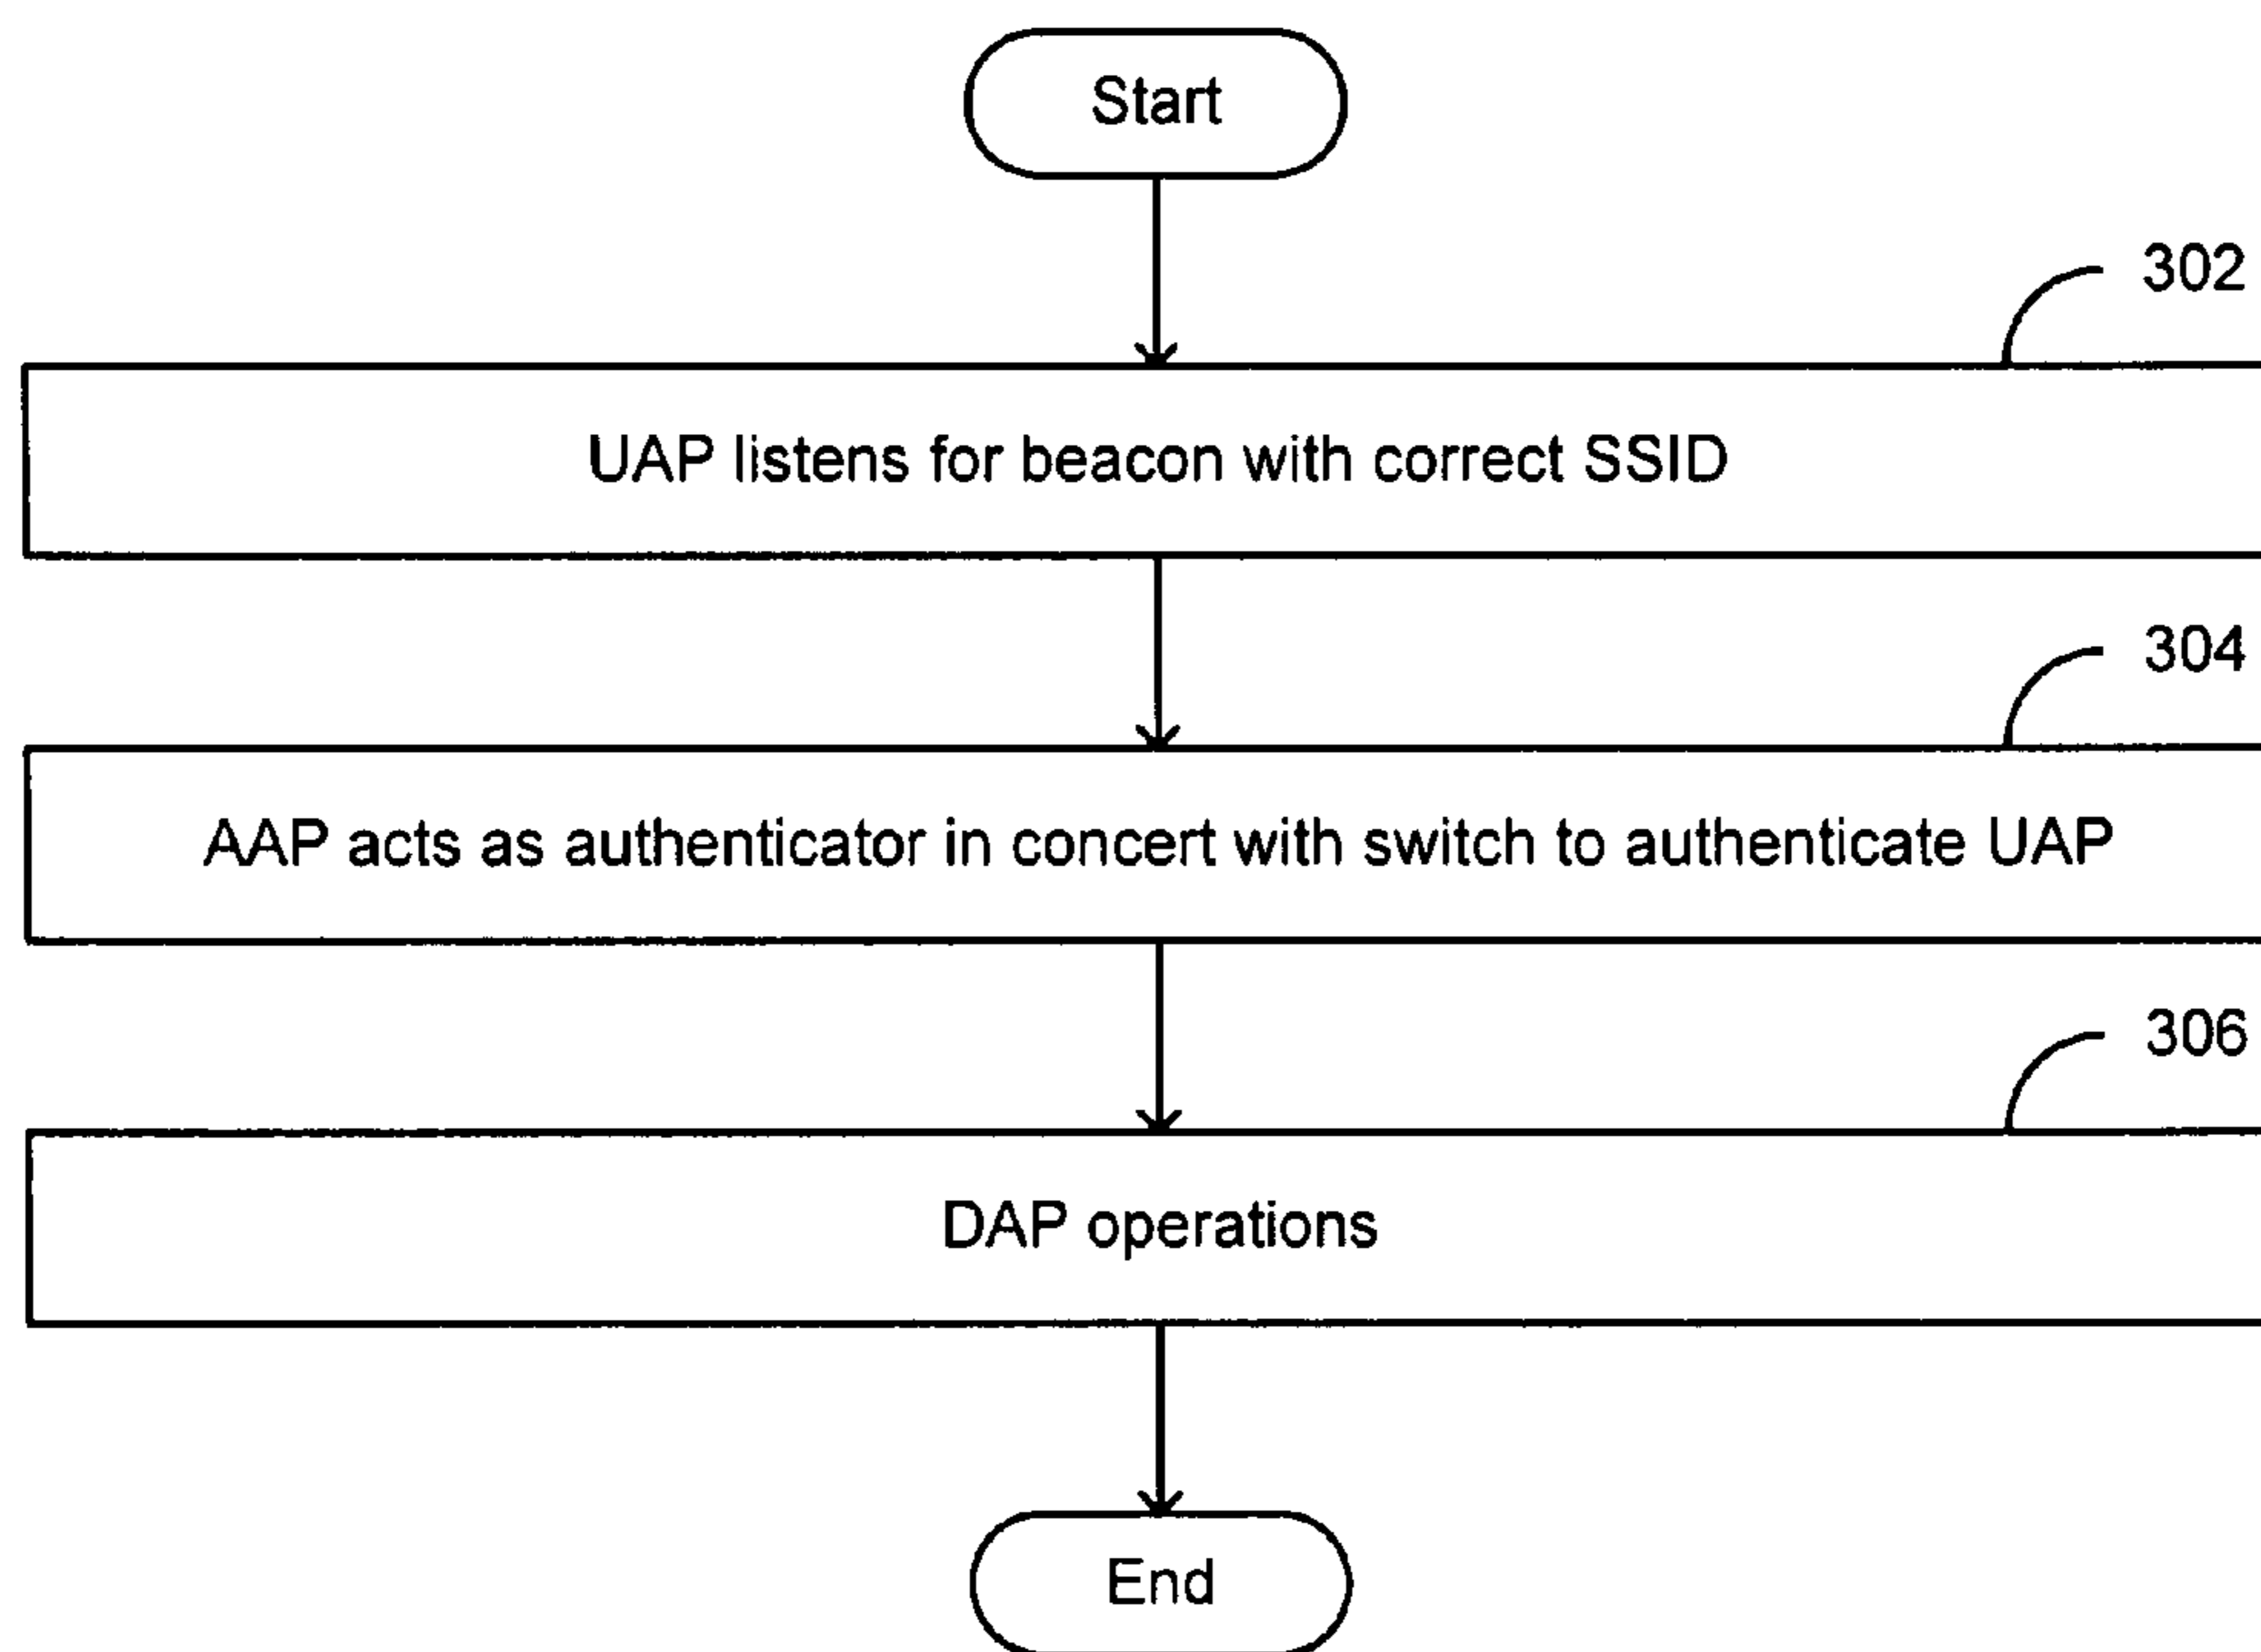 Start
302
UAP listens for beacon with correct SSID
304
AAP acts as authenticator in concert with switch to authenticate UAP
306
DAP operations
End